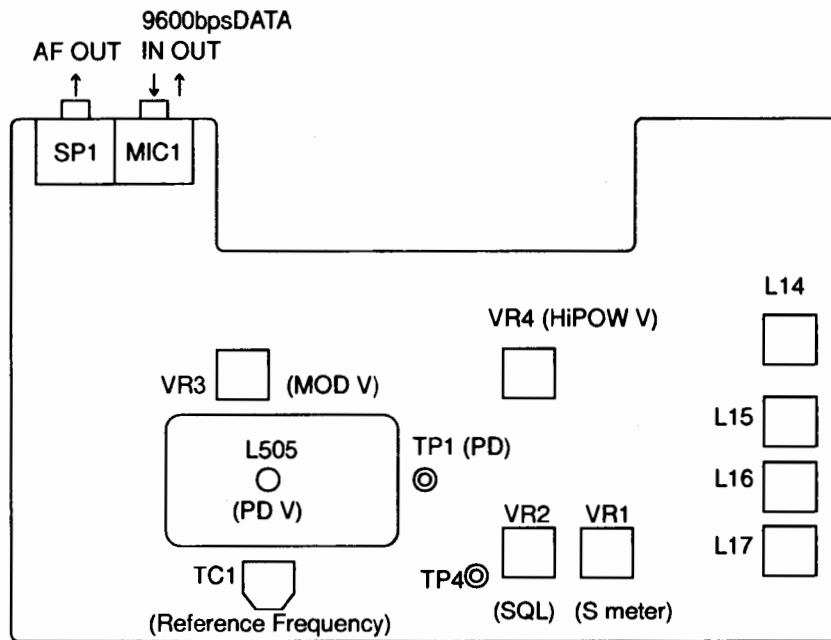 9600bpsDATA
AF OUT IN OUT
SP1 MIC1
L14
VR4 (HiPOW V)
VR3 (MOD V)
L15
L505
TP1 (PD)
(PD V)
L16
VR2 VR1
L17
TC1
TP4
(Reference Frequency)
(SQL) (S meter)